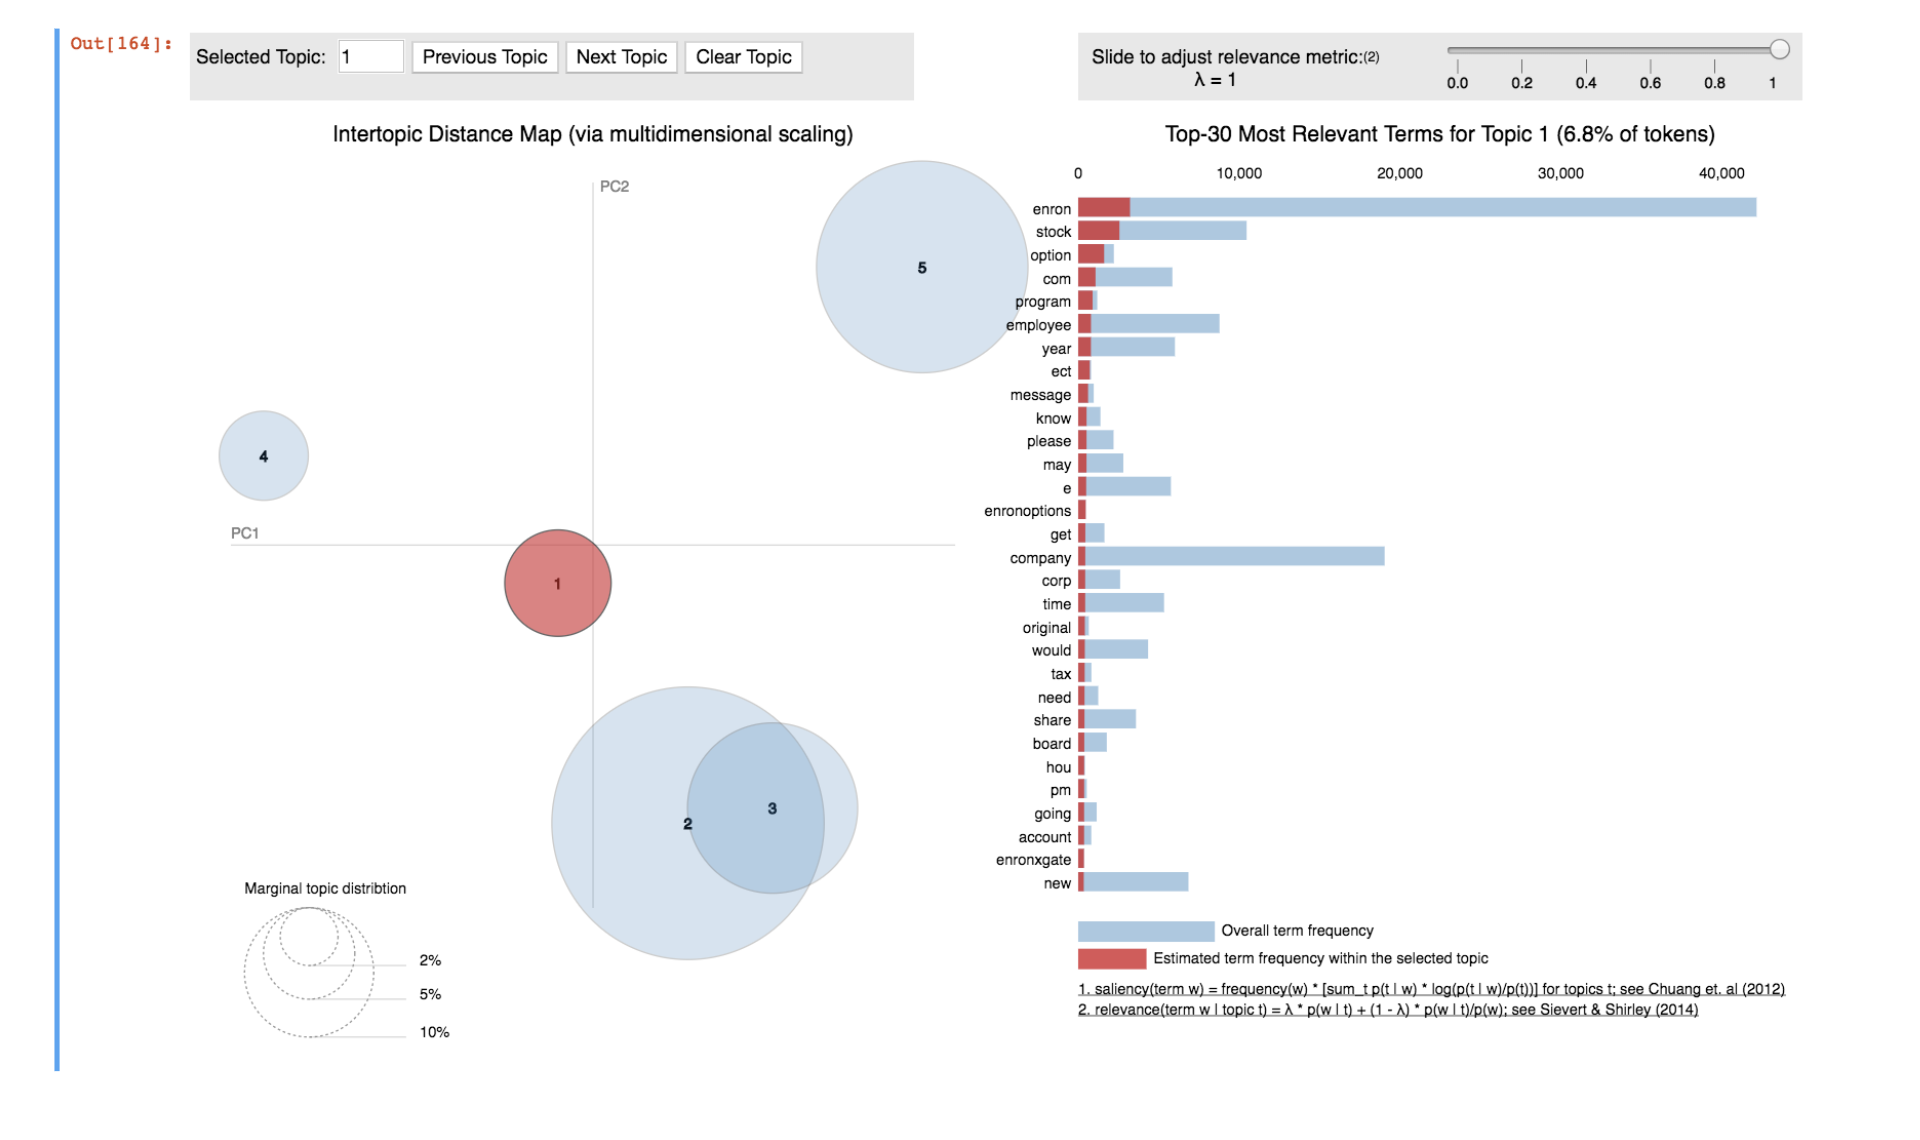 Out[164]:
Selected Topic: 1 Previous Topic Next Topic Clear Topic
Slide to adjust relevance metric:(2)
λ = 1
0.0 0.2 0.4 0.6 0.8 1
Intertopic Distance Map (via multidimensional scaling)
PC2
5
4
PC1
1
3
2
Marginal topic distribtion
2%
5%
10%
Top-30 Most Relevant Terms for Topic 1 (6.8% of tokens)
0 10,000 20,000 30,000 40,000
enron
stock
option
com
program
employee
year
ect
message
know
please
may
e
enronoptions
get
company
corp
time
original
would
tax
need
share
board
hou
pm
going
account
enronxgate
new
Overall term frequency
Estimated term frequency within the selected topic
1. saliency(term w) = frequency(w) * [sum_t p(t | w) * log(p(t | w)/p(t))] for topics t; see Chuang et. al (2012)
2. relevance(term w | topic t) = λ * p(w | t) + (1 - λ) * p(w | t)/p(w); see Sievert & Shirley (2014)